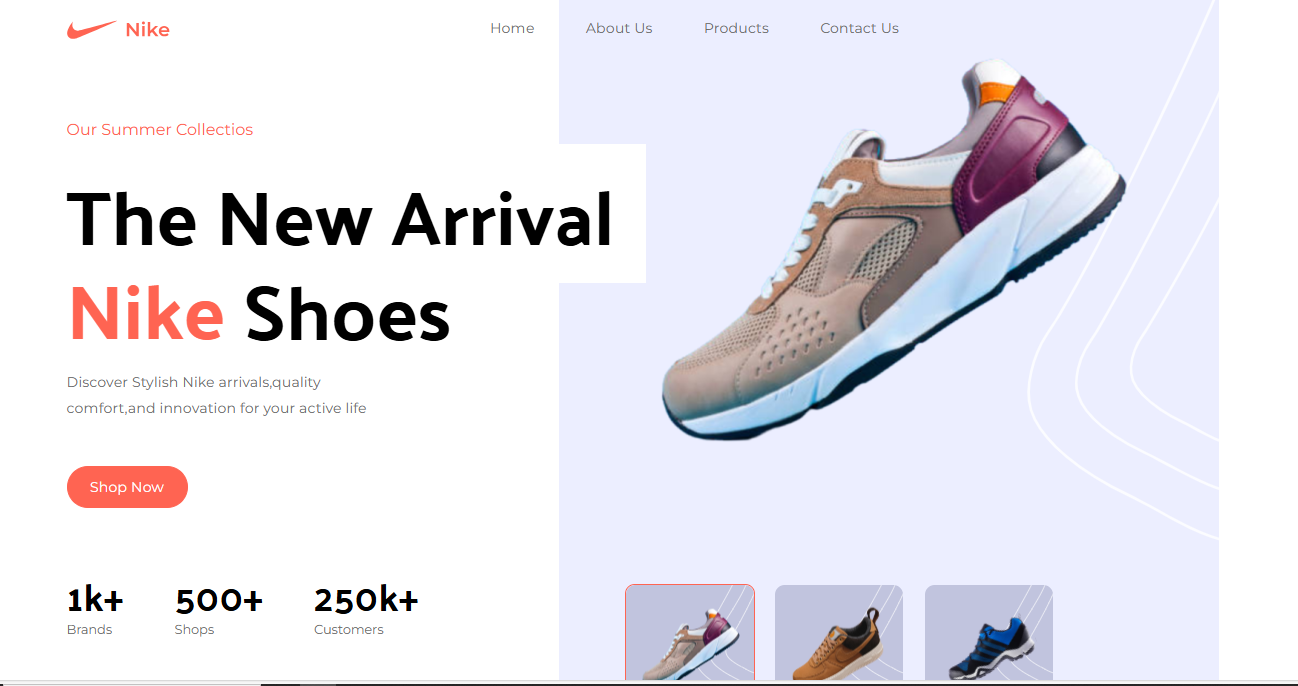 Nike
Home
About Us
Products
Contact Us
Our Summer Collectios
The New Arrival
Nike Shoes
Discover Stylish Nike arrivals,quality
comfort,and innovation for your active life
Shop Now
1k+
500+
250k+
Brands
Shops
Customers